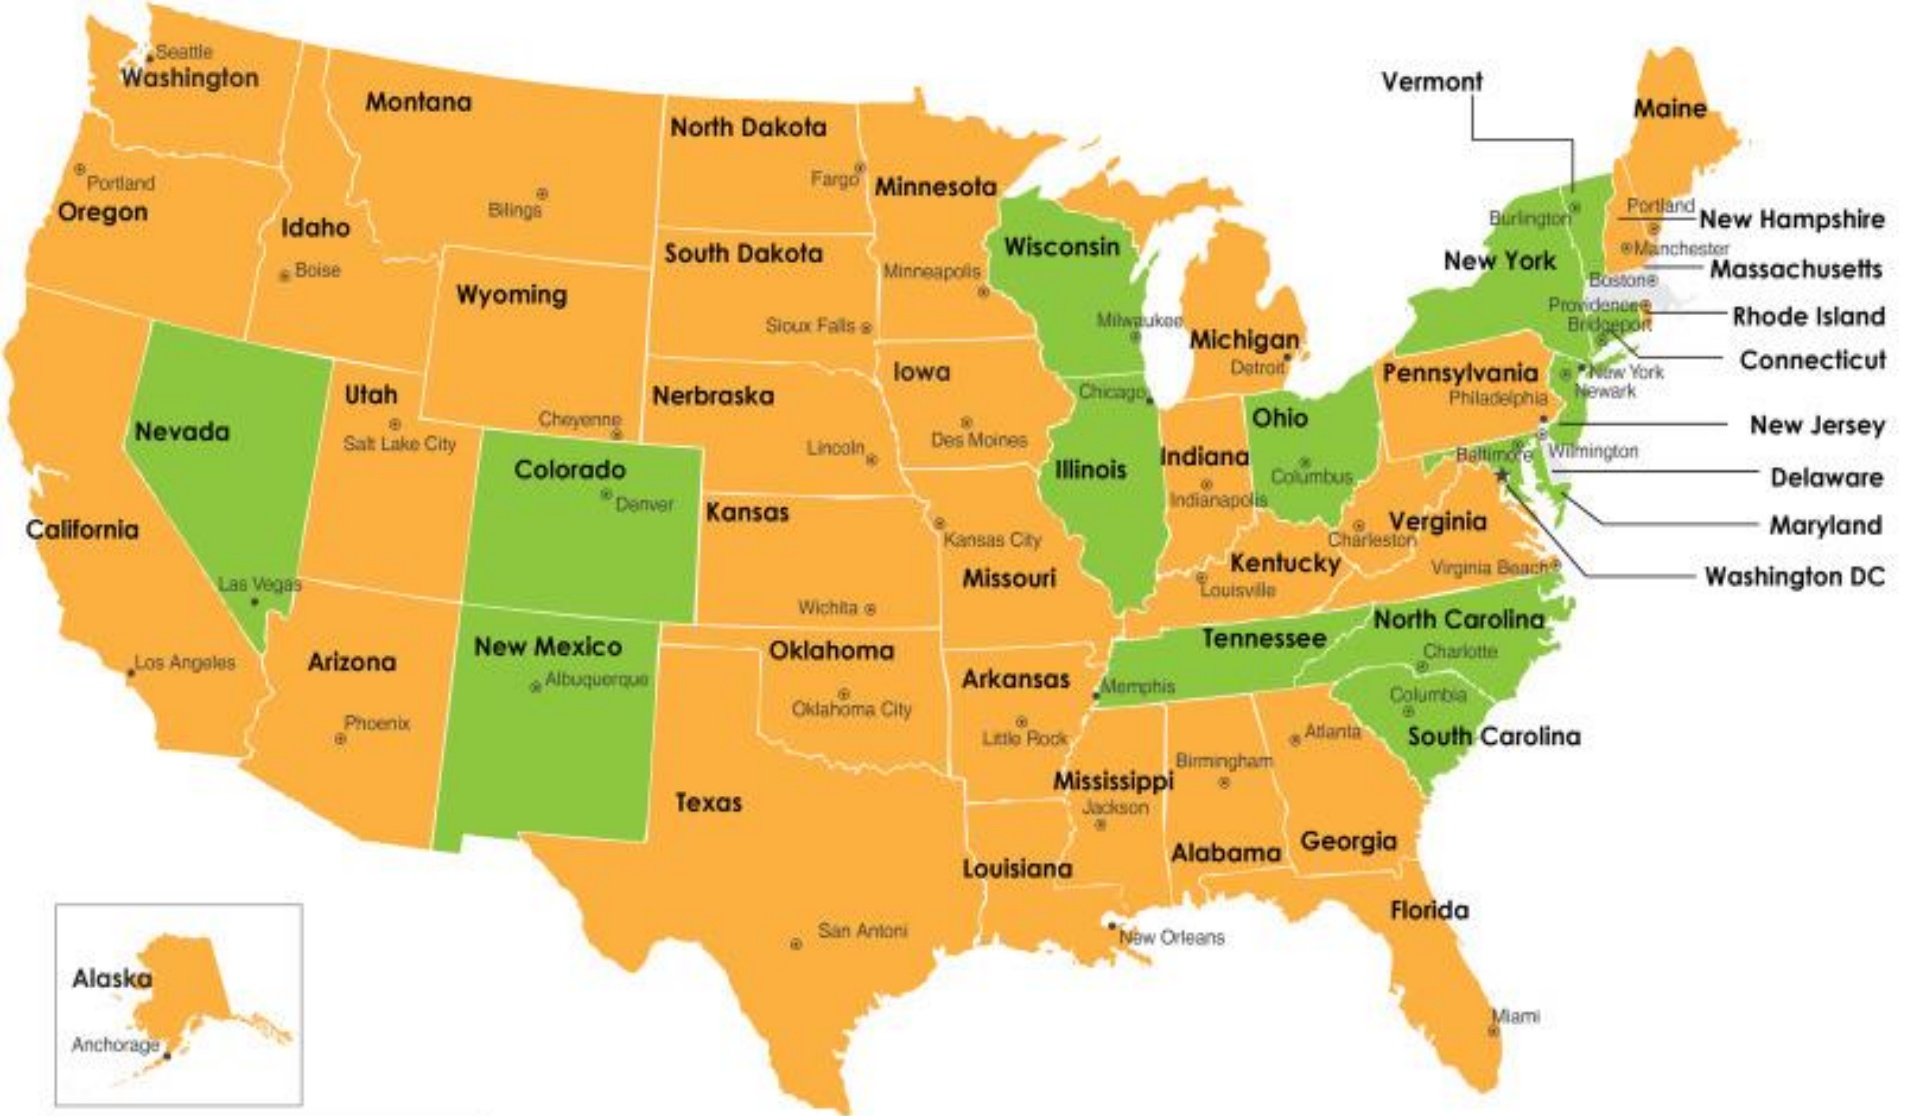 Seattle
Washington
Montana
North Dakota
Fargo
Minnesota
Vermont
Maine
Portland
Oregon
Idaho
Boise
Bilings
South Dakota
Sioux Falls
Minneapolis
Wisconsin
Milwaukee
Wyoming
Cheyenne
Michigan
Detroit
Burlington
New York
Portland
New Hampshire
Manchester
Massachusetts
Boston
Providence
Rhode Island
Bridgeport
Connecticut
New York
Newark
Pennsylvania
Philadelphia
New Jersey
Wilmington
Delaware
Baltimore
Maryland
Washington DC
Nevada
Las Vegas
Utah
Salt Lake City
Colorado
Denver
Nerbraska
Lincoln
Iowa
Des Moines
Chicago
Illinois
Indiana
Indianapolis
Ohio
Columbus
California
Los Angeles
Kansas
Wichita
Kansas City
Missouri
Kentucky
Louisville
Charleston
Verginia
Virginia Beach
Arizona
Phoenix
New Mexico
Albuquerque
Oklahoma
Oklahoma City
Arkansas
Little Rock
Tennessee
Memphis
North Carolina
Charlotte
Columbia
South Carolina
Texas
San Antoni
Louisiana
New Orleans
Mississippi
Jackson
Birmingham
Alabama
Atlanta
Georgia
Florida
Miami
Alaska
Anchorage